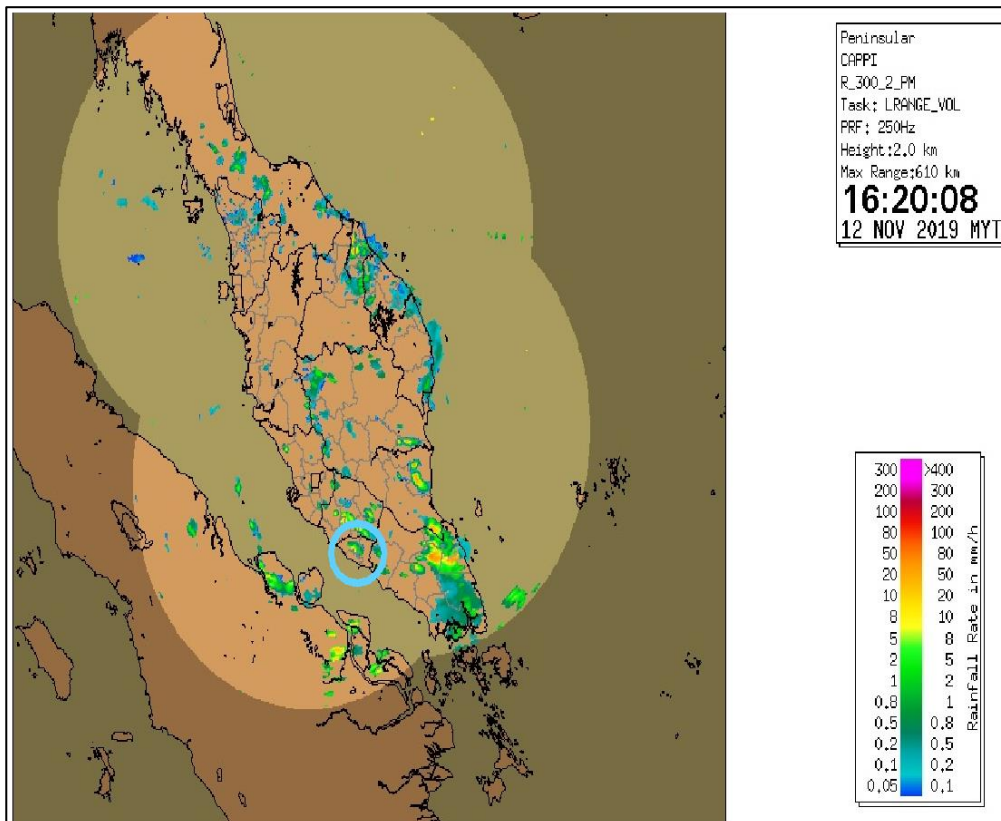 Peninsular
CAPPI
R_300_2_PM
Task: LRANGE_VOL
PRF: 250Hz
Height:2.0 km
Max Range:610 km
16:20:08
12 NOV 2019 MYT
300 >400
200 300
100 200
80 100
50 80
20 50
10 20
8 10
5 8
2 5
1 2
0.8 1
0.5 0.8
0.2 0.5
0.1 0.2
0.05 0.1
Rainfall Rate in mm/h